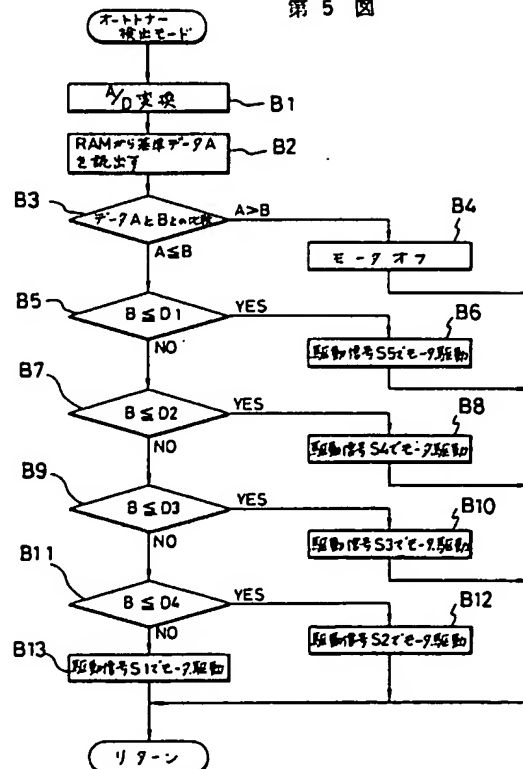 第5図
オートトナー
検出モード
A/D 変換
B1
RAMから基準データA
を読出す
B2
B3
データAとBとの比較
A>B
A≦B
B4
モータオフ
B5
B≦D1
YES
NO
B6
駆動信号S5でモータ駆動
B7
B≦D2
YES
NO
B8
駆動信号S4でモータ駆動
B9
B≦D3
YES
NO
B10
駆動信号S3でモータ駆動
B11
B≦D4
YES
NO
B12
駆動信号S2でモータ駆動
B13
駆動信号S1でモータ駆動
リターン